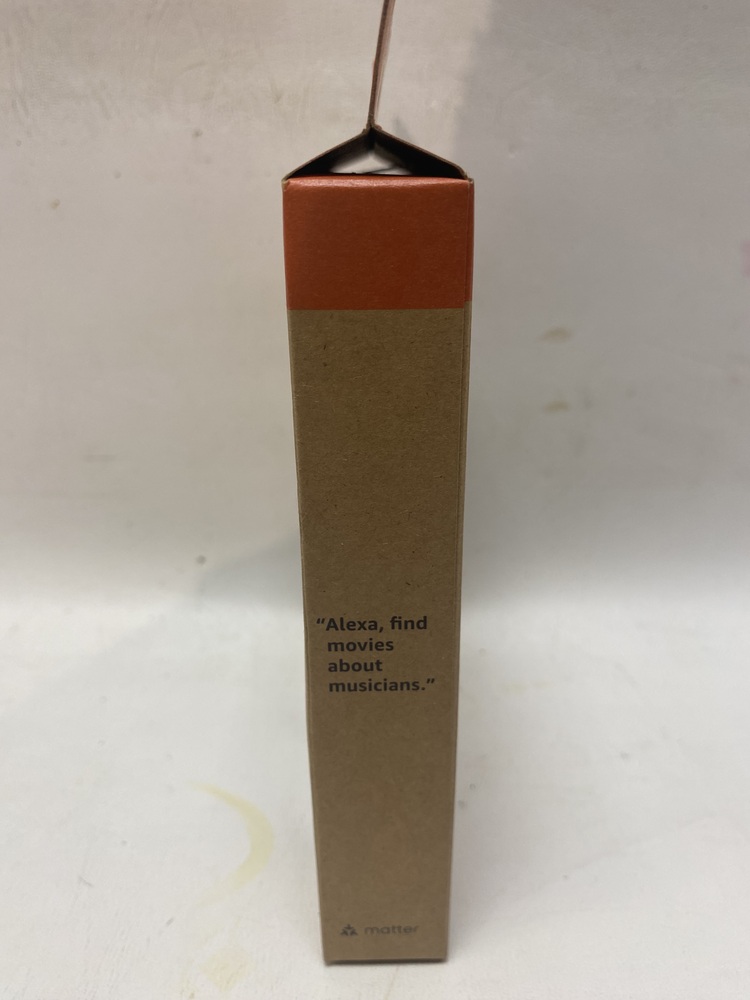 “Alexa, find
movies
about
musicians.”
matter